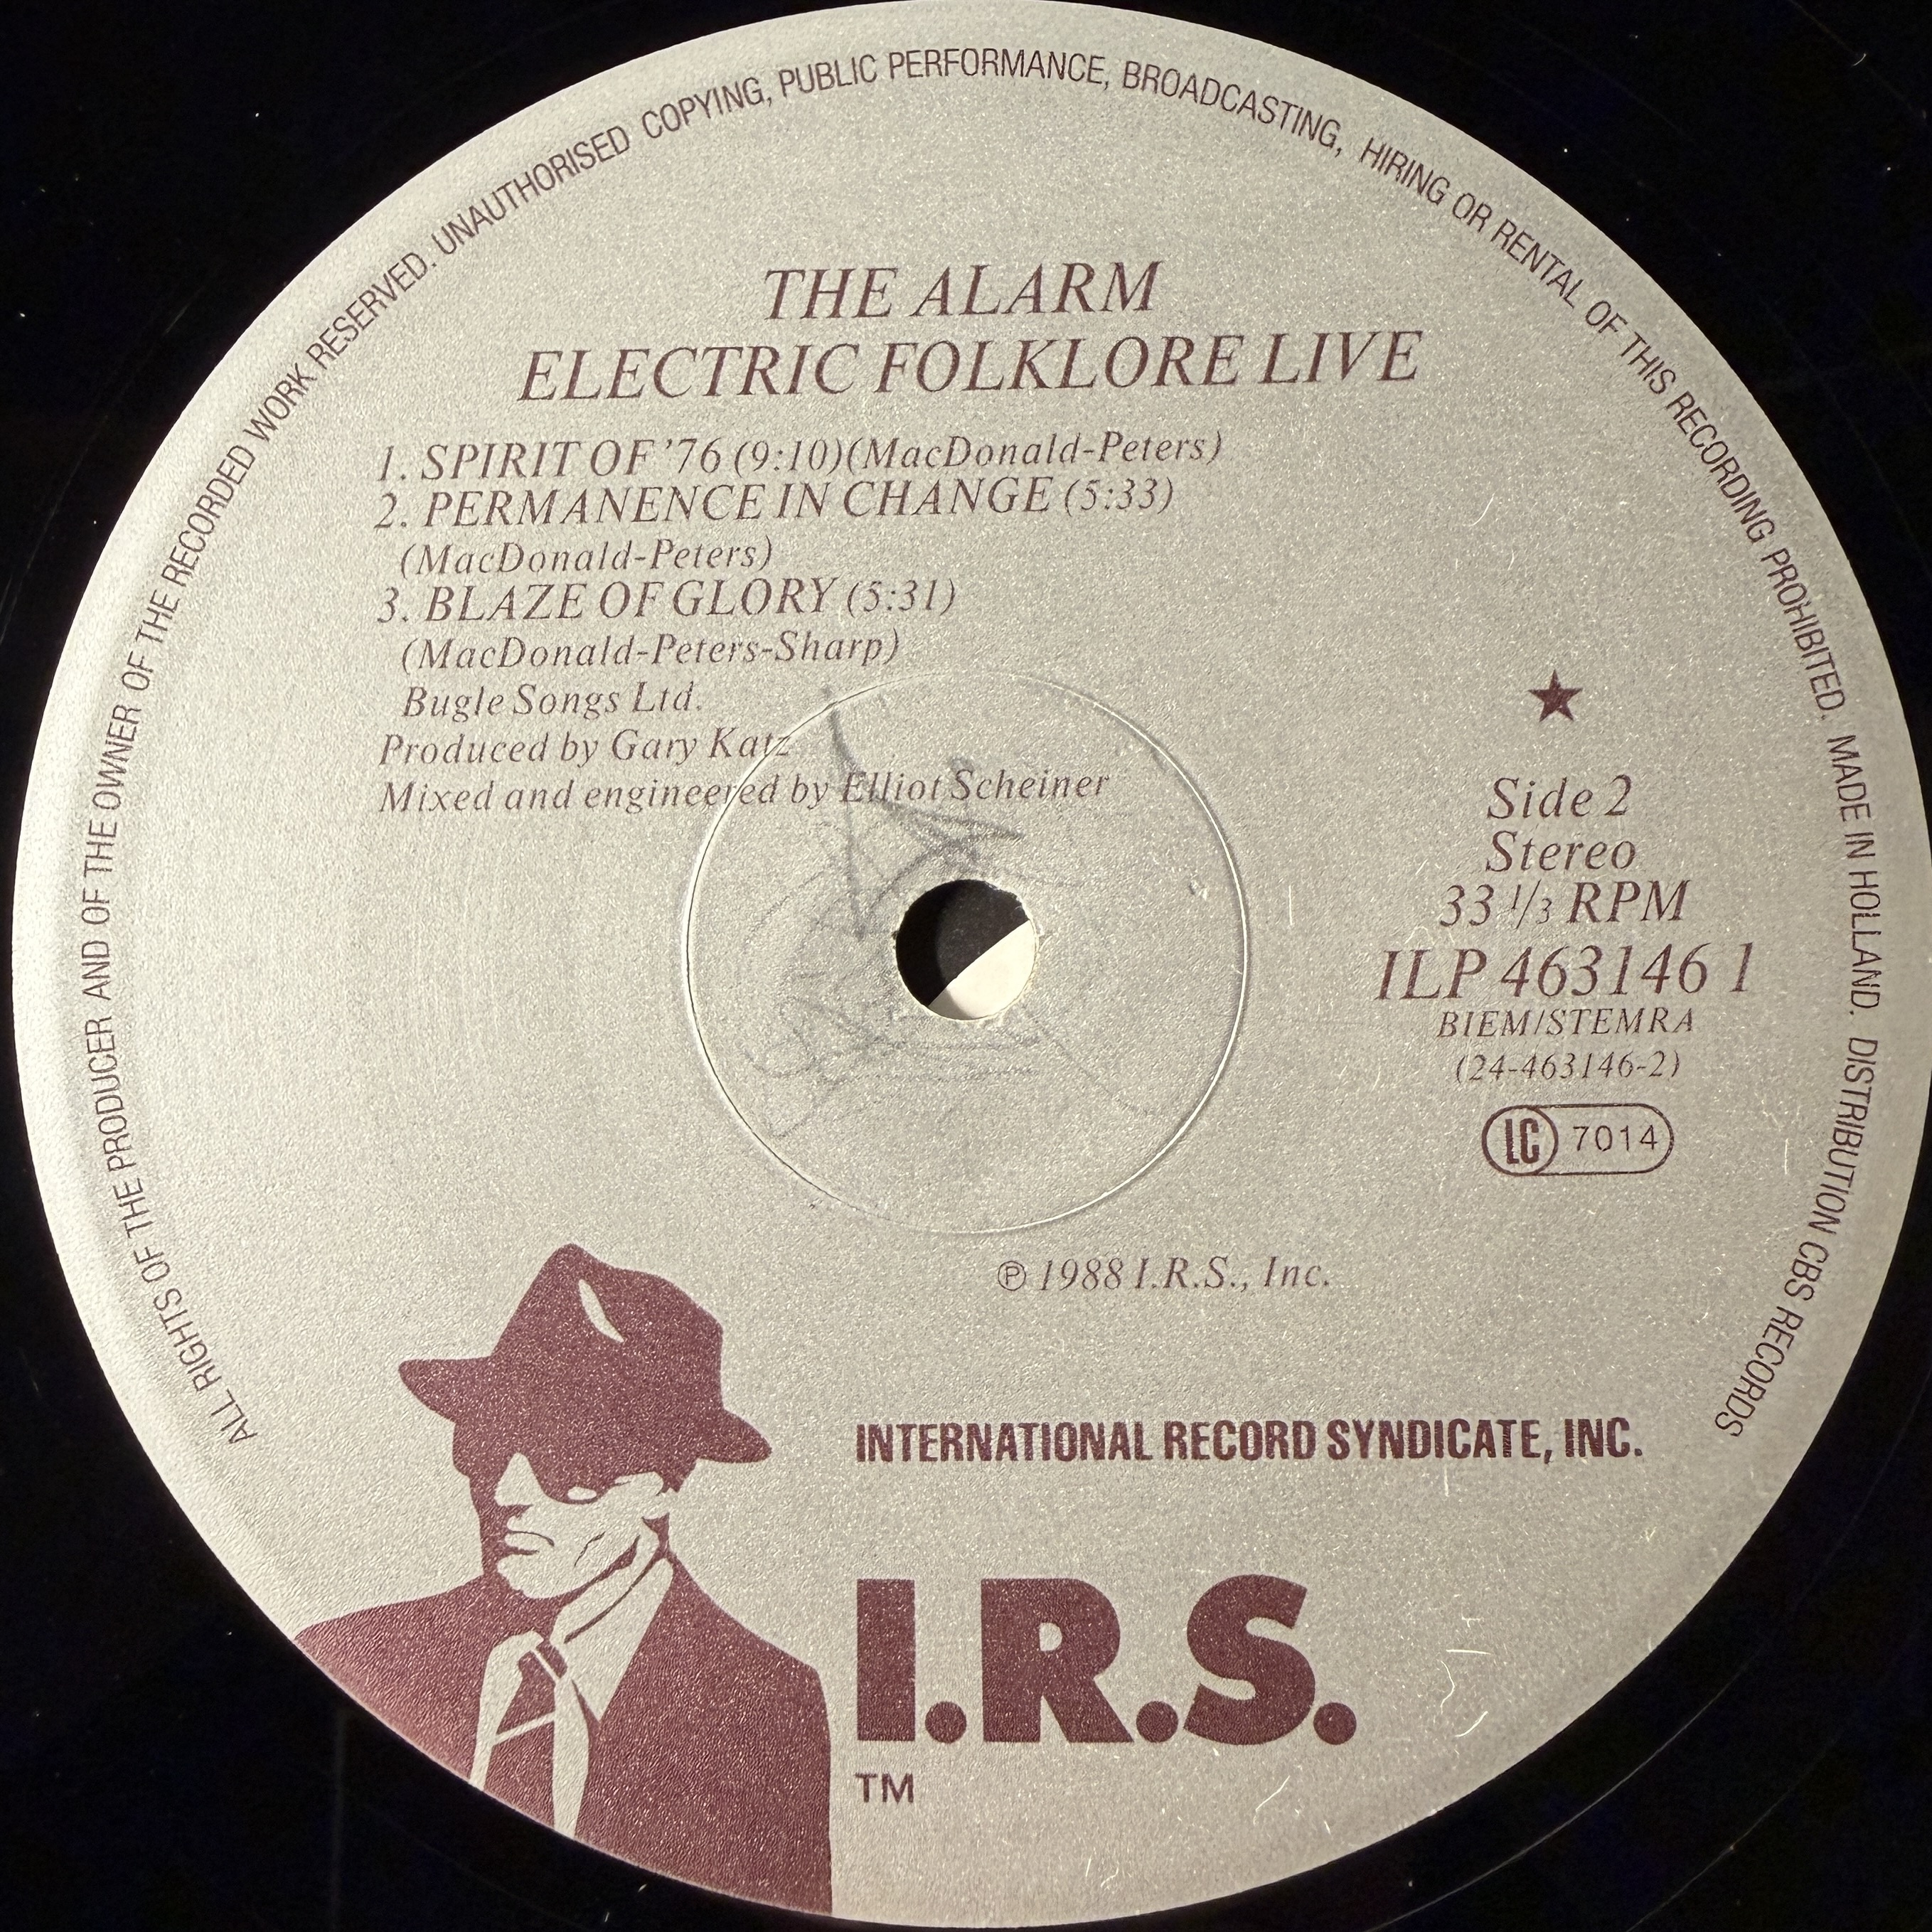 ALL RIGHTS OF THE PRODUCER AND OF THE OWNER OF THE RECORDED WORK RESERVED. UNAUTHORISED COPYING, PUBLIC PERFORMANCE, BROADCASTING, HIRING OR RENTAL OF THIS RECORDING PROHIBITED. MADE IN HOLLAND. DISTRIBUTION CBS RECORDS
THE ALARM
ELECTRIC FOLKLORE LIVE
1. SPIRIT OF '76 (9:10)(MacDonald-Peters)
2. PERMANENCE IN CHANGE (5:33)
(MacDonald-Peters)
3. BLAZE OF GLORY (5:31)
(MacDonald-Peters-Sharp)
Bugle Songs Ltd.
Produced by Gary Katz
Mixed and engineered by Elliot Scheiner
★
Side 2
Stereo
33 1/3 RPM
ILP 463146 1
BIEM/STEMRA
(24-463146-2)
LC 7014
℗ 1988 I.R.S., Inc.
INTERNATIONAL RECORD SYNDICATE, INC.
I.R.S.
TM